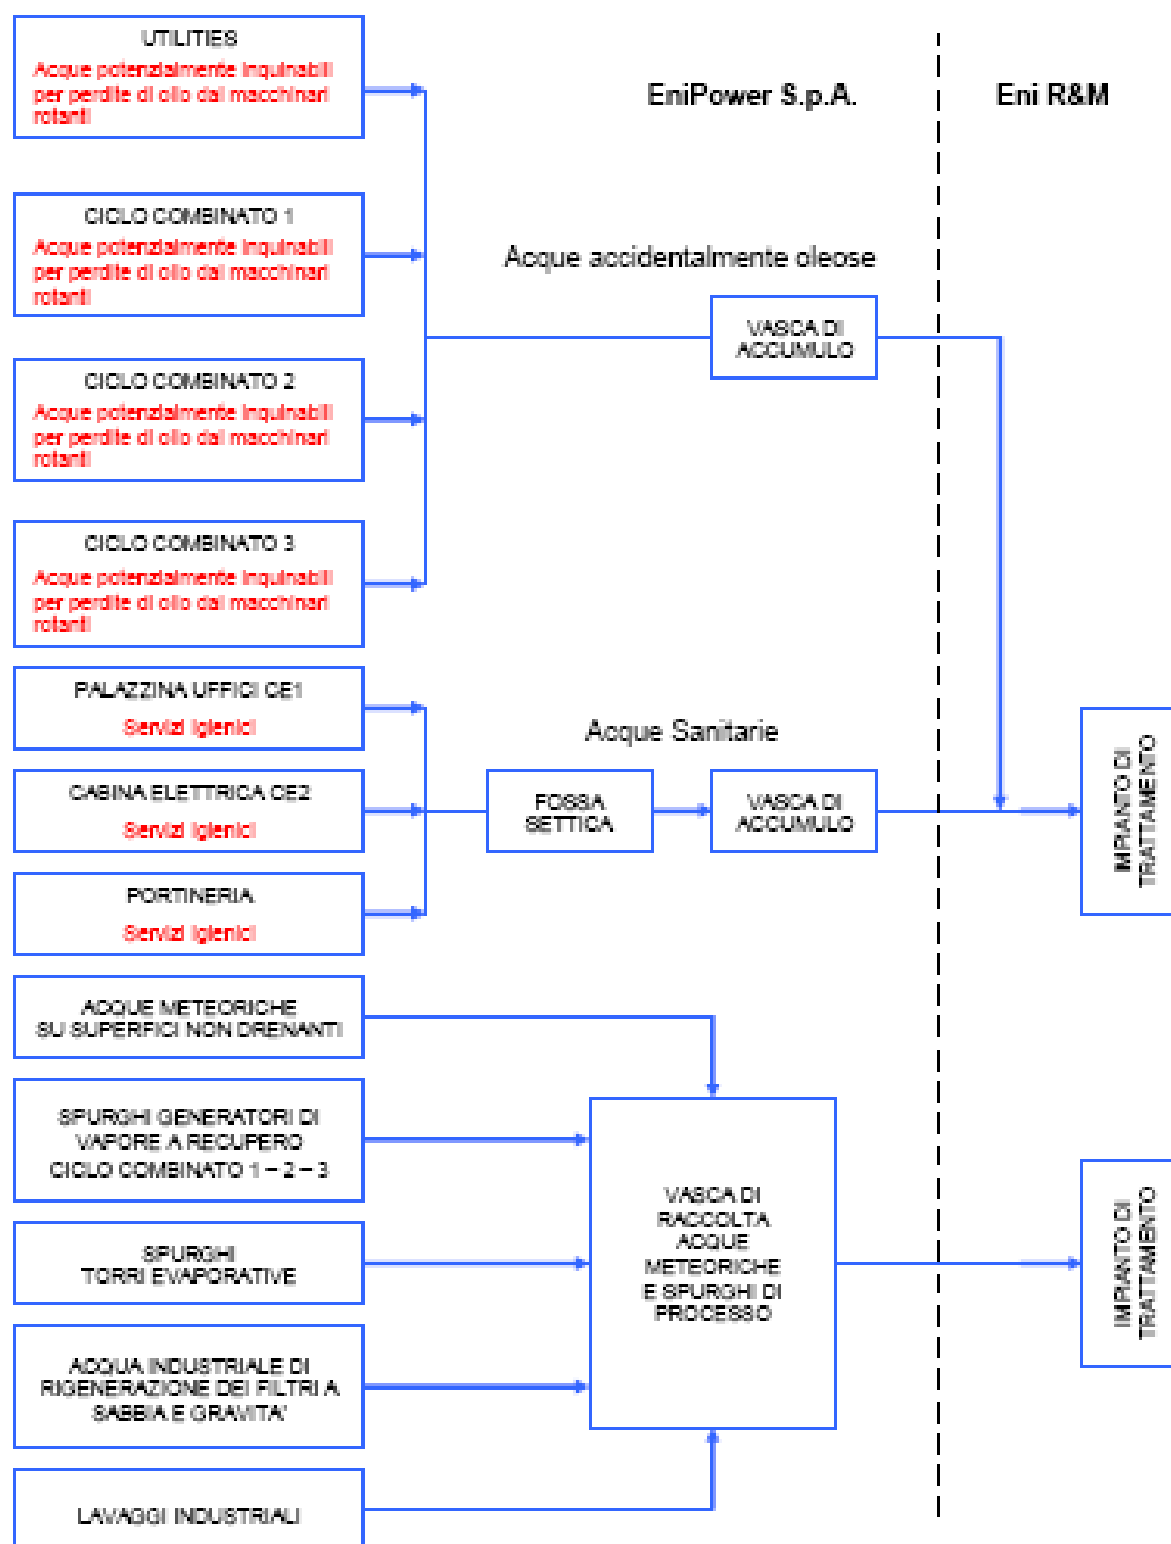 UTILITIES
Acque potenzialmente inquinabili
per perdite di olio dai macchinari
rotanti
EniPower S.p.A.
Eni R&M
CICLO COMBINATO 1
Acque potenzialmente inquinabili
per perdite di olio dai macchinari
rotanti
Acque accidentalmente oleose
VASCA DI
ACCUMULO
CICLO COMBINATO 2
Acque potenzialmente inquinabili
per perdite di olio dai macchinari
rotanti
CICLO COMBINATO 3
Acque potenzialmente inquinabili
per perdite di olio dai macchinari
rotanti
PALAZZINA UFFICI CE1
Servizi igienici
Acque Sanitarie
CABINA ELETTRICA CE2
Servizi igienici
FOSSA
SETTICA
VASCA DI
ACCUMULO
IMPIANTO DI
TRATTAMENTO
PORTINERIA
Servizi igienici
ACQUE METEORICHE
SU SUPERFICI NON DRENANTI
SPURGHI GENERATORI DI
VAPORE A RECUPERO
CICLO COMBINATO 1 – 2 – 3
VASCA DI
RACCOLTA
ACQUE
METEORICHE
E SPURGHI DI
PROCESSO
IMPIANTO DI
TRATTAMENTO
SPURGHI
TORRI EVAPORATIVE
ACQUA INDUSTRIALE DI
RIGENERAZIONE DEI FILTRI A
SABBIA E GRAVITA'
LAVAGGI INDUSTRIALI